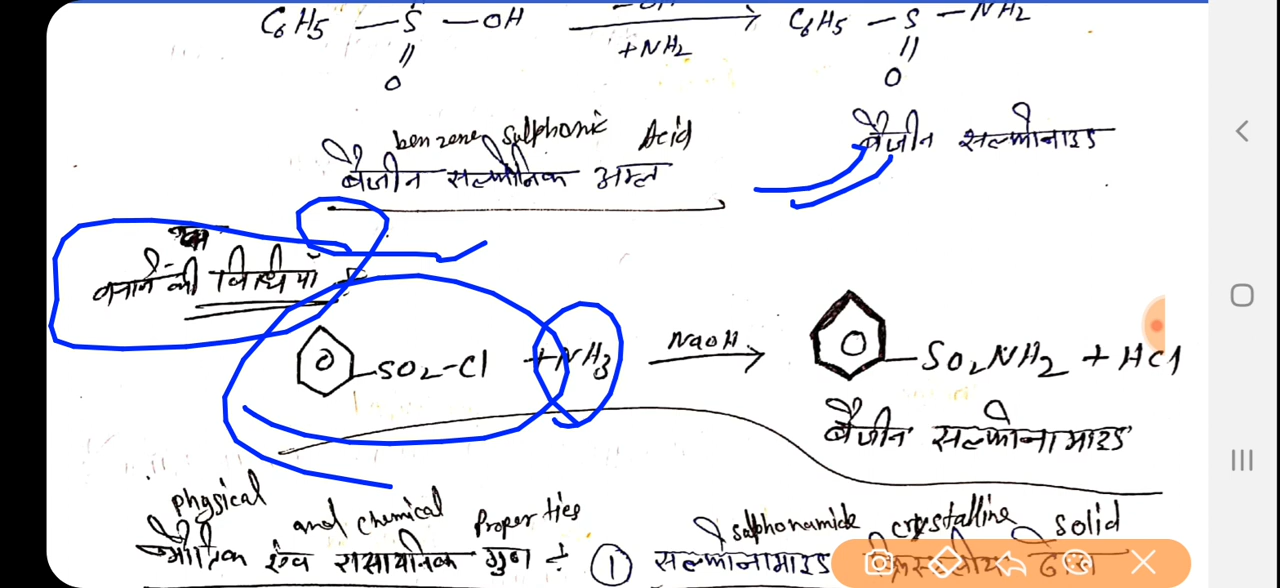 C6H5 — S — OH → C6H5 — S — NH2
+NH2
O O
benzene sulphonic Acid
बेंजीन सल्फोनिक अम्ल
बेंजीन सल्फोनाइड
बनाने की विधियाँ
SO2-Cl +NH3 NaOH → SO2NH2 + HCl
बेंजीन सल्फोनामाइड
physical and chemical Properties
भौतिक एंव रासायनिक गुण ÷ ① सल्फोनामाइड
sulphonamide crystalline solid